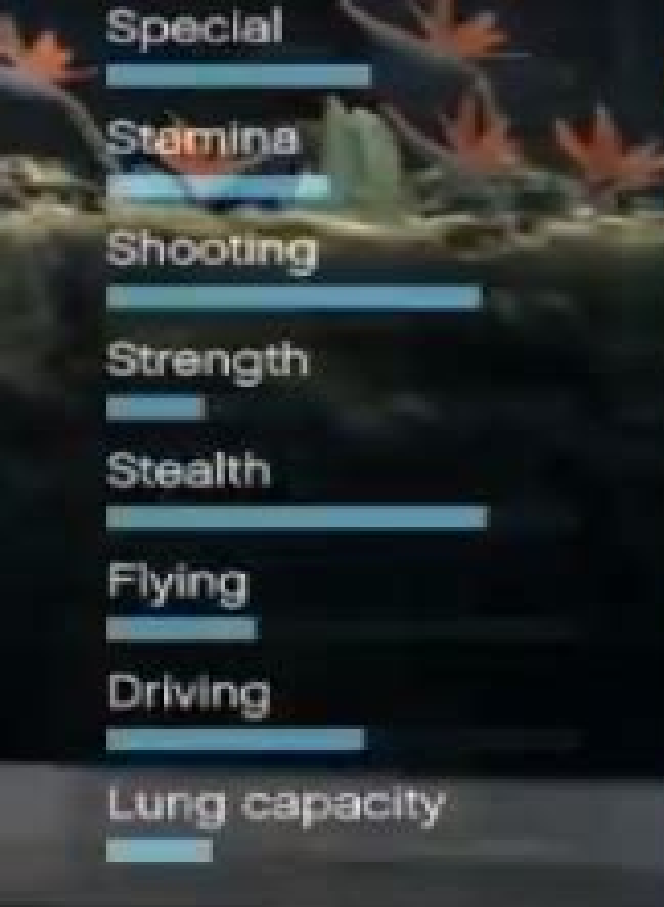 Special
Stamina
Shooting
Strength
Stealth
Flying
Driving
Lung capacity